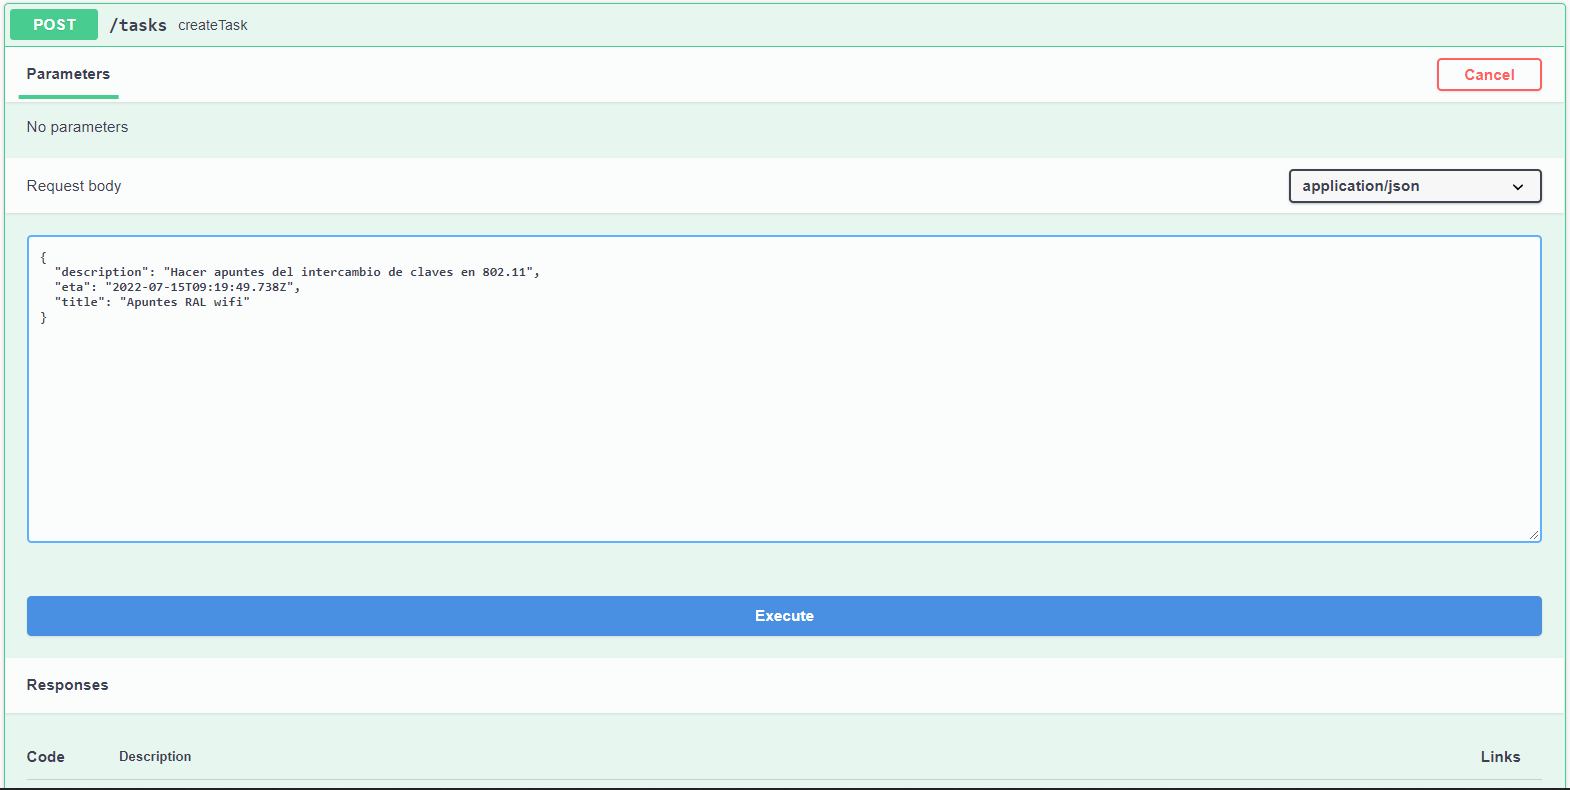 POST /tasks createTask
Parameters
Cancel
No parameters
Request body
application/json
{
  "description": "Hacer apuntes del intercambio de claves en 802.11",
  "eta": "2022-07-15T09:19:49.738Z",
  "title": "Apuntes RAL wifi"
}
Execute
Responses
Code Description Links